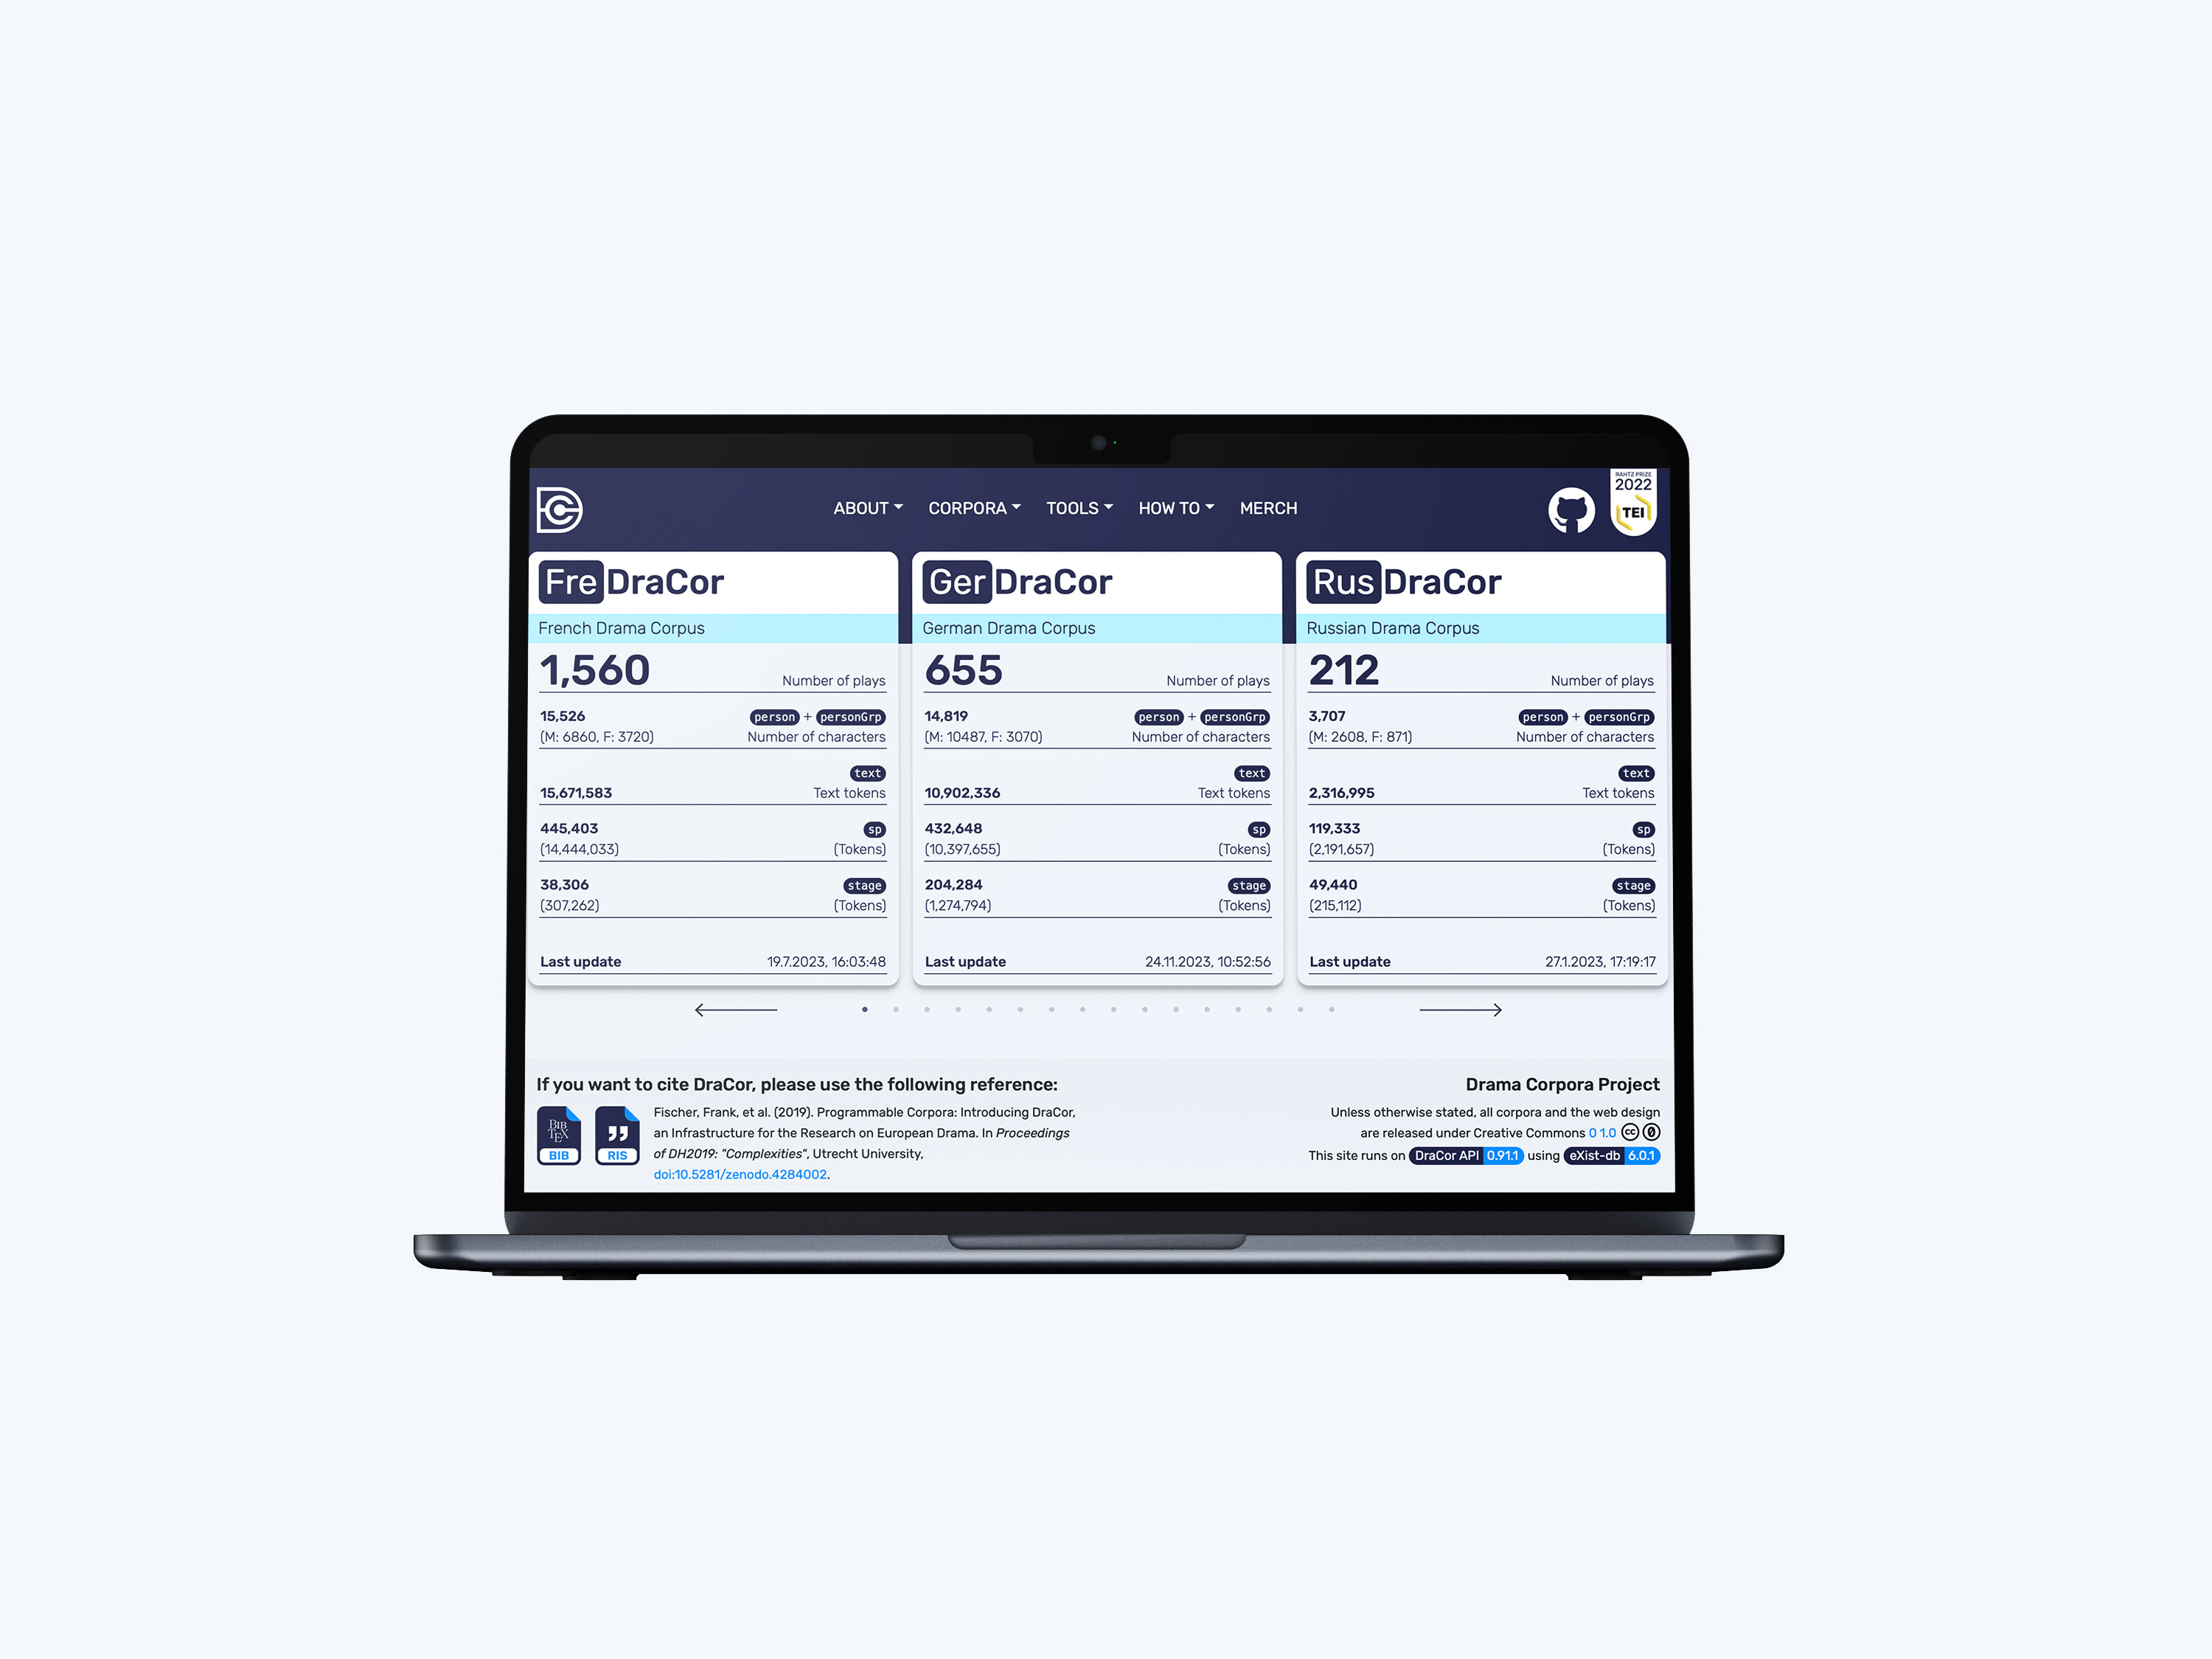 ABOUT CORPORA TOOLS HOW TO MERCH
RAHTZ PRIZE
2022
TEI
FreDraCor
French Drama Corpus
1,560 Number of plays
15,526 person + personGrp
(M: 6860, F: 3720) Number of characters
text
15,671,583 Text tokens
445,403 sp
(14,444,033) (Tokens)
38,306 stage
(307,262) (Tokens)
Last update 19.7.2023, 16:03:48
GerDraCor
German Drama Corpus
655 Number of plays
14,819 person + personGrp
(M: 10487, F: 3070) Number of characters
text
10,902,336 Text tokens
432,648 sp
(10,397,655) (Tokens)
204,284 stage
(1,274,794) (Tokens)
Last update 24.11.2023, 10:52:56
RusDraCor
Russian Drama Corpus
212 Number of plays
3,707 person + personGrp
(M: 2608, F: 871) Number of characters
text
2,316,995 Text tokens
119,333 sp
(2,191,657) (Tokens)
49,440 stage
(215,112) (Tokens)
Last update 27.1.2023, 17:19:17
If you want to cite DraCor, please use the following reference:
BIB
TEX
BIB
RIS
Fischer, Frank, et al. (2019). Programmable Corpora: Introducing DraCor,
an Infrastructure for the Research on European Drama. In Proceedings
of DH2019: "Complexities", Utrecht University,
doi:10.5281/zenodo.4284002.
Drama Corpora Project
Unless otherwise stated, all corpora and the web design
are released under Creative Commons 0 1.0 cc 0
This site runs on DraCor API 0.91.1 using eXist-db 6.0.1